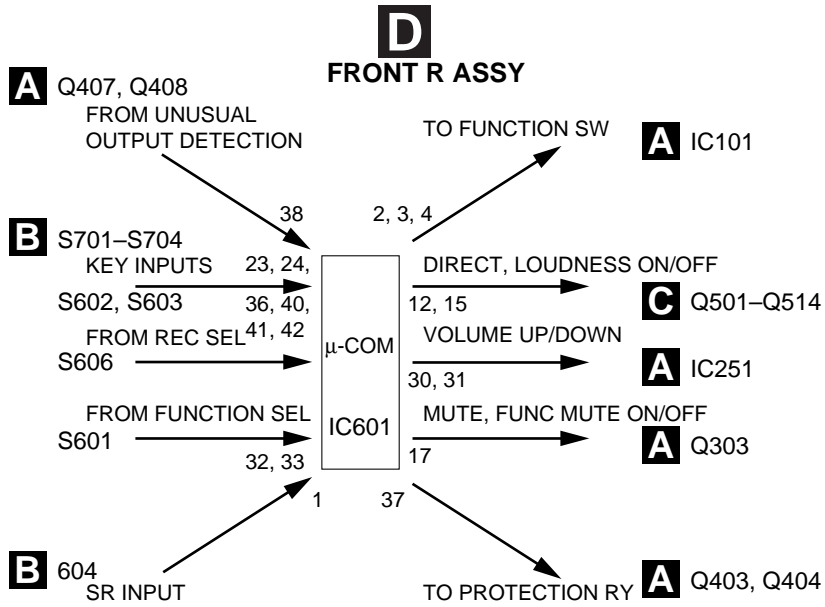 D
FRONT R ASSY
A Q407, Q408
FROM UNUSUAL
OUTPUT DETECTION
38
TO FUNCTION SW
A IC101
2, 3, 4
B S701–S704
KEY INPUTS
23, 24,
S602, S603
36, 40,
41, 42
DIRECT, LOUDNESS ON/OFF
12, 15
C Q501–Q514
FROM REC SEL
S606
µ-COM
VOLUME UP/DOWN
30, 31
A IC251
FROM FUNCTION SEL
S601
32, 33
IC601
MUTE, FUNC MUTE ON/OFF
17
A Q303
1
37
B 604
SR INPUT
TO PROTECTION RY
A Q403, Q404